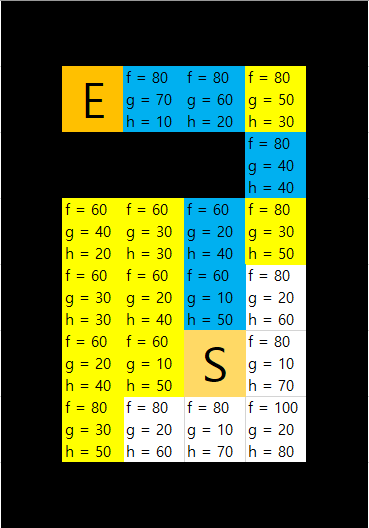 E
f = 80 f = 80 f = 80
g = 70 g = 60 g = 50
h = 10 h = 20 h = 30
f = 80
g = 40
h = 40
f = 60 f = 60 f = 60 f = 80
g = 40 g = 30 g = 20 g = 30
h = 20 h = 30 h = 40 h = 50
f = 60 f = 60 f = 60 f = 80
g = 30 g = 20 g = 10 g = 20
h = 30 h = 40 h = 50 h = 60
f = 60 f = 60 f = 80
g = 20 g = 10 S g = 10
h = 40 h = 50 h = 70
f = 80 f = 80 f = 80 f = 100
g = 30 g = 20 g = 10 g = 20
h = 50 h = 60 h = 70 h = 80